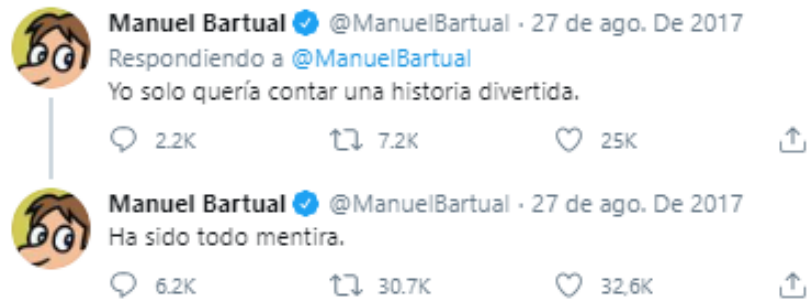 Manuel Bartual @ManuelBartual · 27 de ago. De 2017
Respondiendo a @ManuelBartual
Yo solo quería contar una historia divertida.
2.2K 7.2K 25K
Manuel Bartual @ManuelBartual · 27 de ago. De 2017
Ha sido todo mentira.
6.2K 30.7K 32,6K